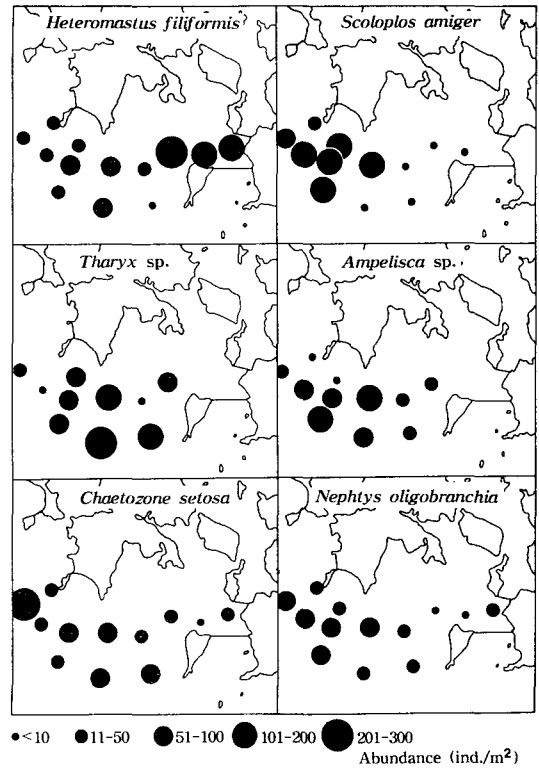 Heteromastus filiformis
Scoloplos amiger
Tharyx sp.
Ampelisca sp.
Chaetozone setosa
Nephtys oligobranchia
<10 11-50 51-100 101-200 201-300
Abundance (ind./m²)